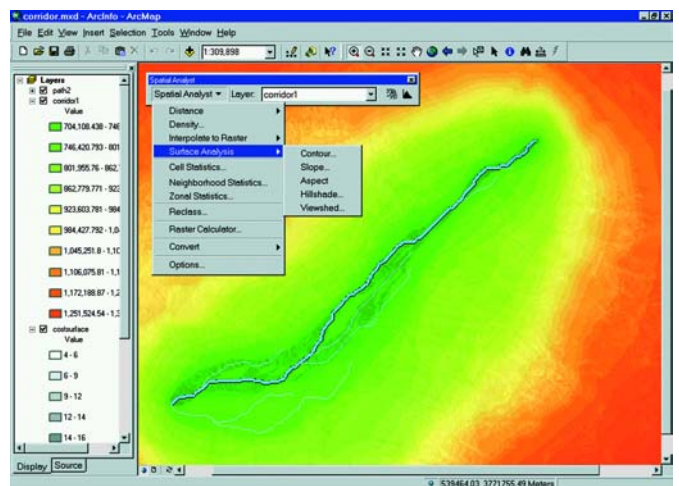 corridor.mxd - ArcInfo - ArcMap
File Edit View Insert Selection Tools Window Help
1:309,898
Layers
path2
corridor1
Value
704,108.438 - 746
746,420.793 - 801
801,955.76 - 862,
862,779.771 - 923
923,603.781 - 984
984,427.792 - 1,0
1,045,251.8 - 1,1
1,106,075.81 - 1,1
1,172,188.87 - 1,2
1,251,524.54 - 1,3
costsurface
Value
4 - 6
6 - 9
9 - 12
12 - 14
14 - 16
Display Source
Spatial Analyst
Spatial Analyst Layer: corridor1
Distance
Density...
Interpolate to Raster
Surface Analysis
Cell Statistics...
Neighborhood Statistics...
Zonal Statistics...
Reclass...
Raster Calculator...
Convert
Options...
Contour...
Slope...
Aspect
Hillshade...
Viewshed...
539464.03 3771755.49 Meters